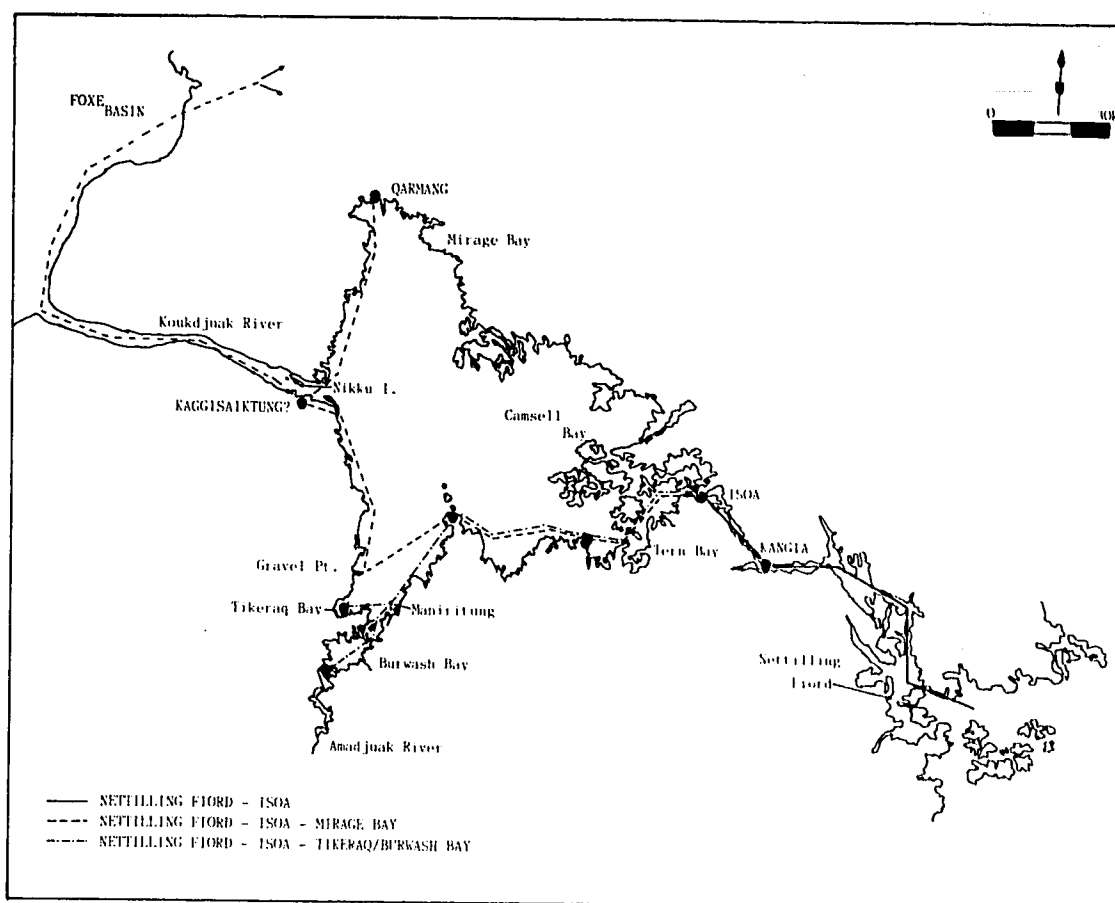 FOXE BASIN
0
QARMANG
Mirage Bay
Koukdjuak River
Nikku I.
KAGGISAIKTUNG?
Camsell
Bay
ISOA
Tern Bay
KANGIA
Gravel Pt.
Tikeraq Bay
Burwash Bay
Nettilling
Fiord
Amadjuak River
NETTILLING FIORD - ISOA
NETTILLING FIORD - ISOA - MIRAGE BAY
NETTILLING FIORD - ISOA - TIKERAQ/BURWASH BAY